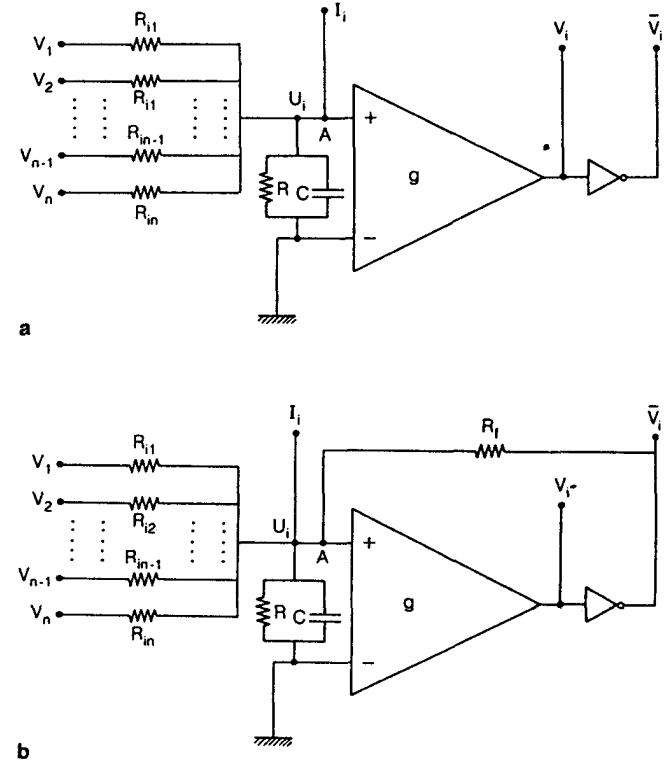 I_i
V_i
V̄_i
R_i1
V_1
V_2
R_i1
U_i
A
+
R_in-1
V_n-1
R
C
g
V_n
R_in
−
a
I_i
R_f
V̄_i
R_i1
V_1
V_i
V_2
R_i2
U_i
A
+
R_in-1
V_n-1
R
C
g
V_n
R_in
−
b